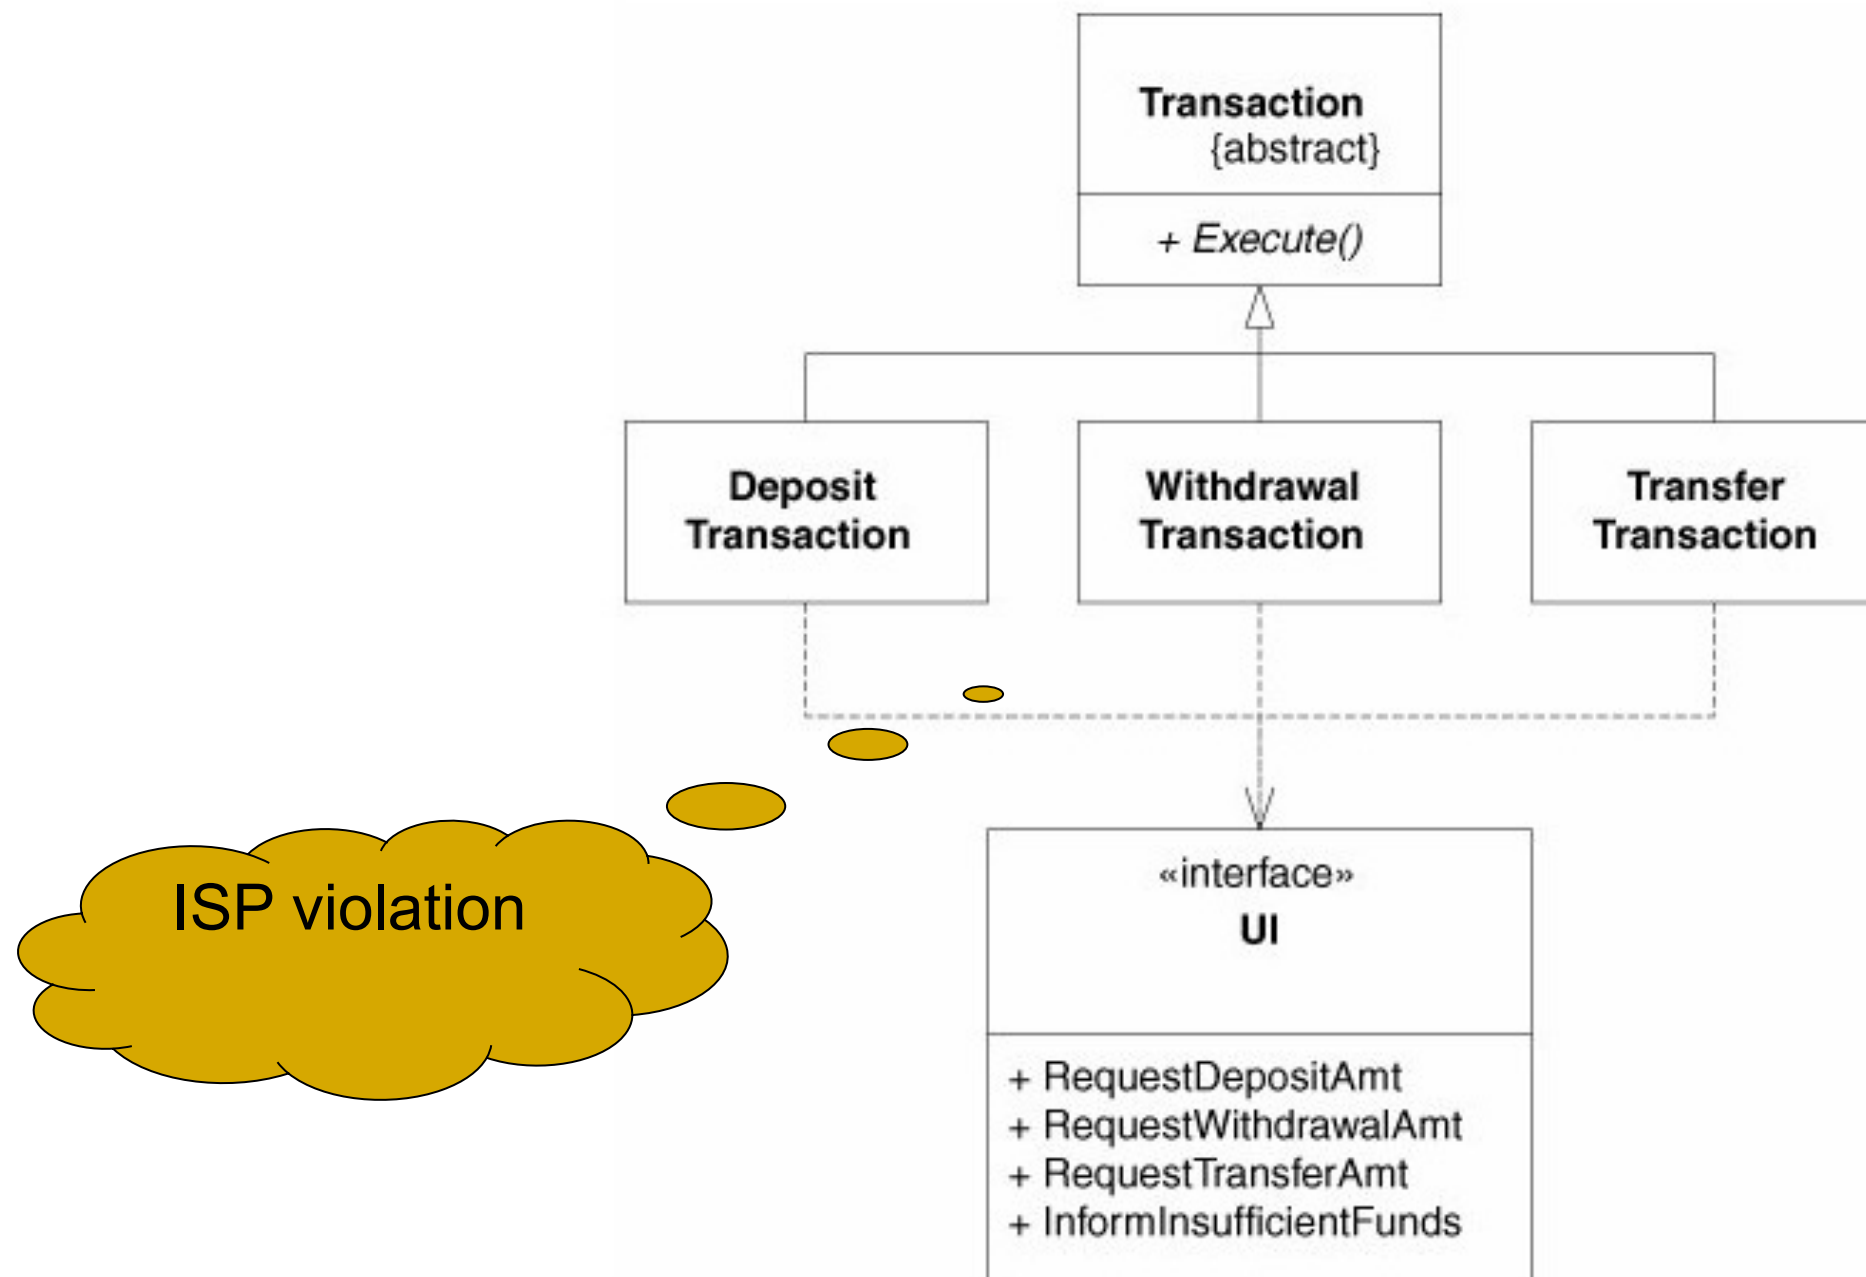 Transaction
{abstract}
+ Execute()
Deposit
Transaction
Withdrawal
Transaction
Transfer
Transaction
ISP violation
«interface»
UI
+ RequestDepositAmt
+ RequestWithdrawalAmt
+ RequestTransferAmt
+ InformInsufficientFunds